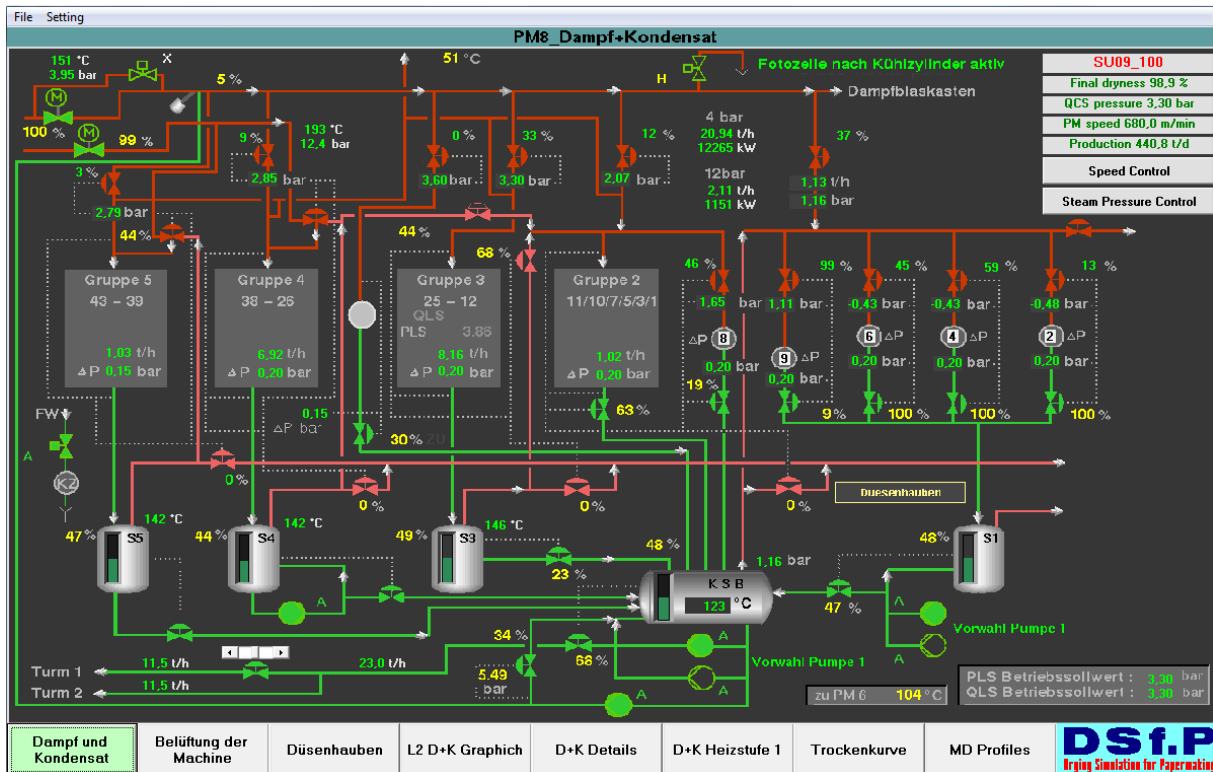 File Setting
PM8_Dampf+Kondensat
151 °C
3,95 bar
X
5 %
51 °C
H
Fotozelle nach Kühlzylinder aktiv
SU09_100
Final dryness 98,9 %
QCS pressure 3,30 bar
PM speed 680,0 m/min
Production 440,8 t/d
Speed Control
Steam Pressure Control
Dampfblaskasten
M
100 %
M
99 %
193 °C
12,4 bar
9 %
0 %
33 %
12 %
4 bar
20,94 t/h
12265 kW
12bar
2,11 t/h
1151 kW
37 %
3 %
2,85 bar
3,60 bar
3,30 bar
2,07 bar
1,13 t/h
1,16 bar
2,79 bar
44 %
44 %
68 %
46 %
99 %
45 %
59 %
13 %
Gruppe 5
43 – 39
1,03 t/h
ΔP 0,15 bar
Gruppe 4
38 – 26
6,92 t/h
ΔP 0,20 bar
Gruppe 3
25 – 12
QLS
PLS 3.86
8,16 t/h
ΔP 0,20 bar
Gruppe 2
11/10/7/5/3/1
1,02 t/h
ΔP 0,20 bar
1,65 bar
1,11 bar
-0,43 bar
-0,43 bar
-0,48 bar
ΔP 8
9 ΔP
6 ΔP
4 ΔP
2 ΔP
0,20 bar
0,20 bar
0,20 bar
0,20 bar
0,20 bar
19 %
9 %
100 %
100 %
100 %
FW
A
K2
0,15
ΔP bar
30 % ZU
63 %
0 %
0 %
0 %
0 %
Duesenhauben
47 %
142 °C
S5
44 %
142 °C
S4
49 %
146 °C
S3
48 %
23 %
1,16 bar
48 %
S1
K S B
123 °C
A
47 %
A
A
Vorwahl Pumpe 1
34 %
68 %
A
Vorwahl Pumpe 1
5.49
bar
A
Turm 1
11,5 t/h
23,0 t/h
Turm 2
11,5 t/h
zu PM 6 104 °C
PLS Betriebssollwert : 3,30 bar
QLS Betriebssollwert : 3,30 bar
Dampf und Kondensat
Belüftung der Machine
Düsenhauben
L2 D+K Graphich
D+K Details
D+K Heizstufe 1
Trockenkurve
MD Profiles
DSf.P
Drying Simulation for Papermaking